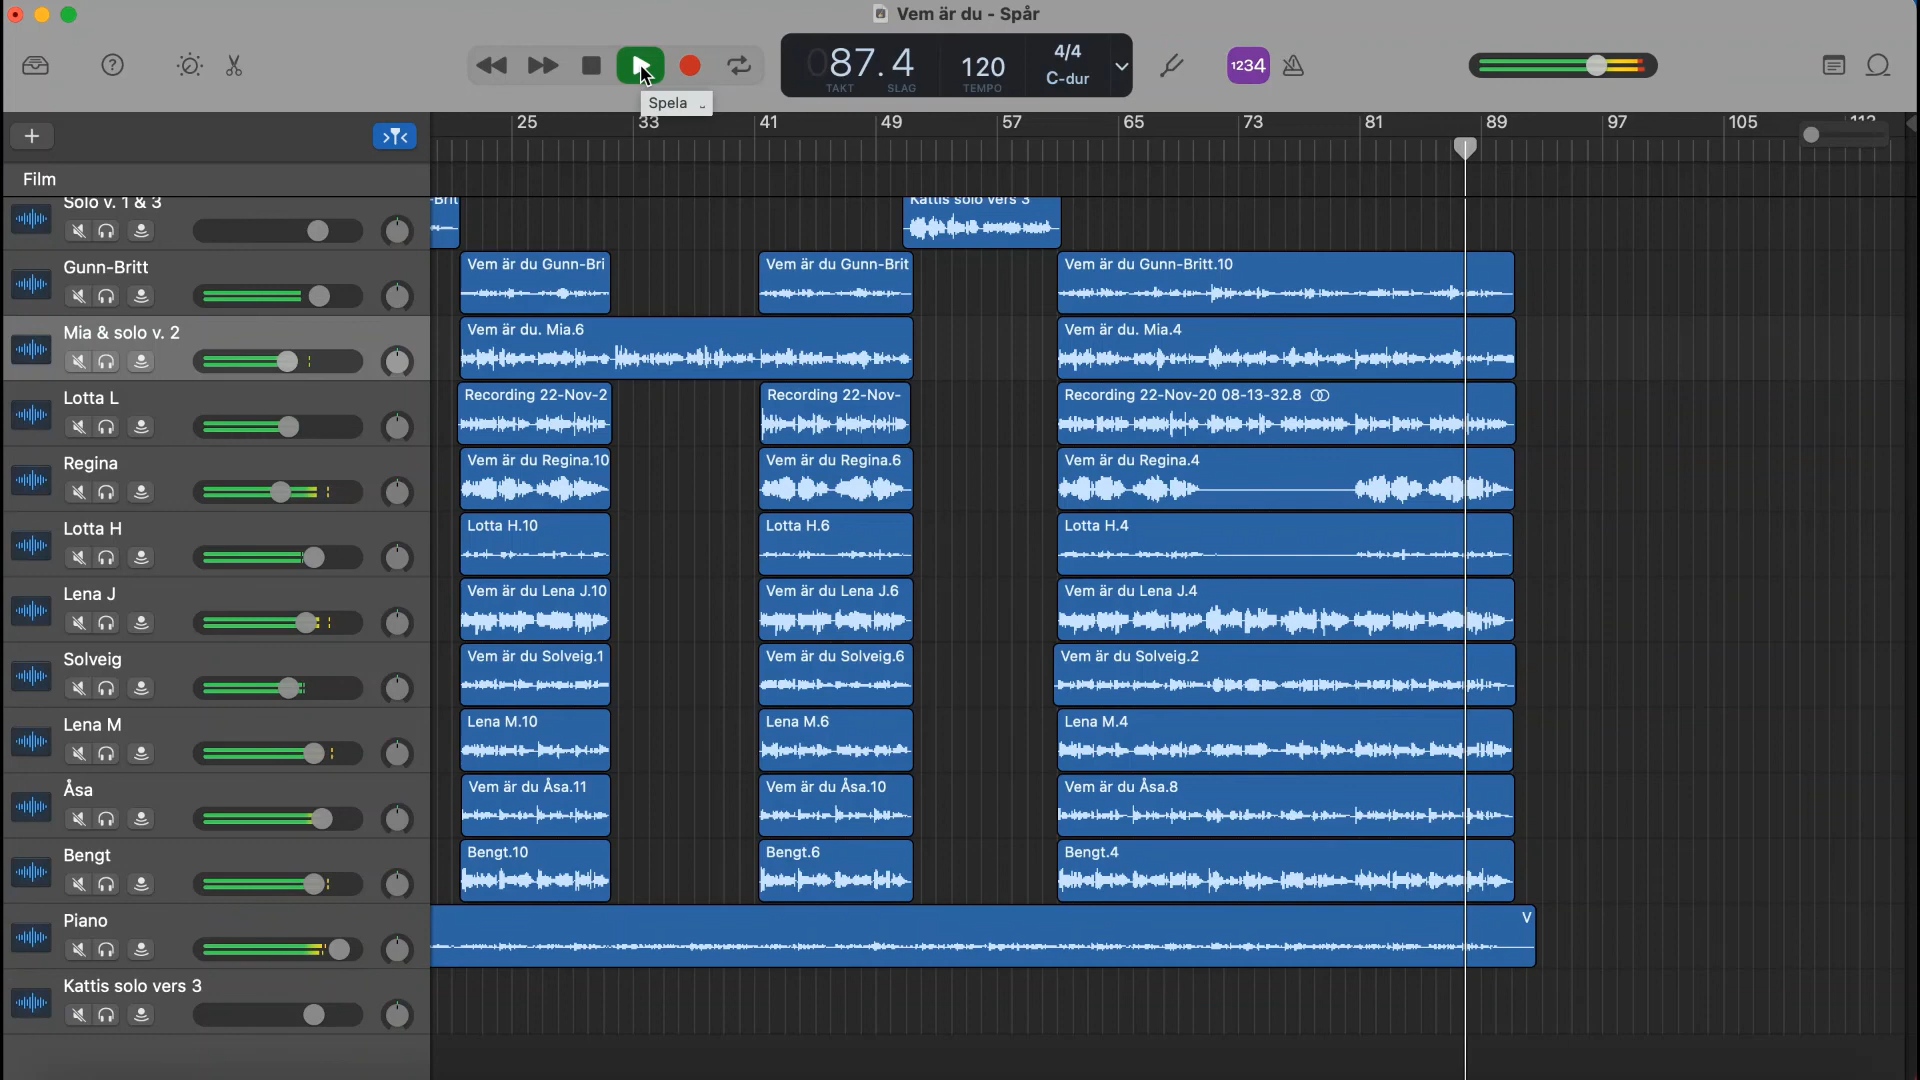 Vem är du - Spår
087.4
120
4/4
C-dur
TAKT
SLAG
TEMPO
1234
Spela
25
33
41
49
57
65
73
81
89
97
105
113
Film
Solo v. 1 & 3
-Brit
Kattis solo vers 3
Gunn-Britt
Vem är du Gunn-Bri
Vem är du Gunn-Brit
Vem är du Gunn-Britt.10
Mia & solo v. 2
Vem är du. Mia.6
Vem är du. Mia.4
Lotta L
Recording 22-Nov-2
Recording 22-Nov-
Recording 22-Nov-20 08-13-32.8
Regina
Vem är du Regina.10
Vem är du Regina.6
Vem är du Regina.4
Lotta H
Lotta H.10
Lotta H.6
Lotta H.4
Lena J
Vem är du Lena J.10
Vem är du Lena J.6
Vem är du Lena J.4
Solveig
Vem är du Solveig.1
Vem är du Solveig.6
Vem är du Solveig.2
Lena M
Lena M.10
Lena M.6
Lena M.4
Åsa
Vem är du Åsa.11
Vem är du Åsa.10
Vem är du Åsa.8
Bengt
Bengt.10
Bengt.6
Bengt.4
Piano
V
Kattis solo vers 3